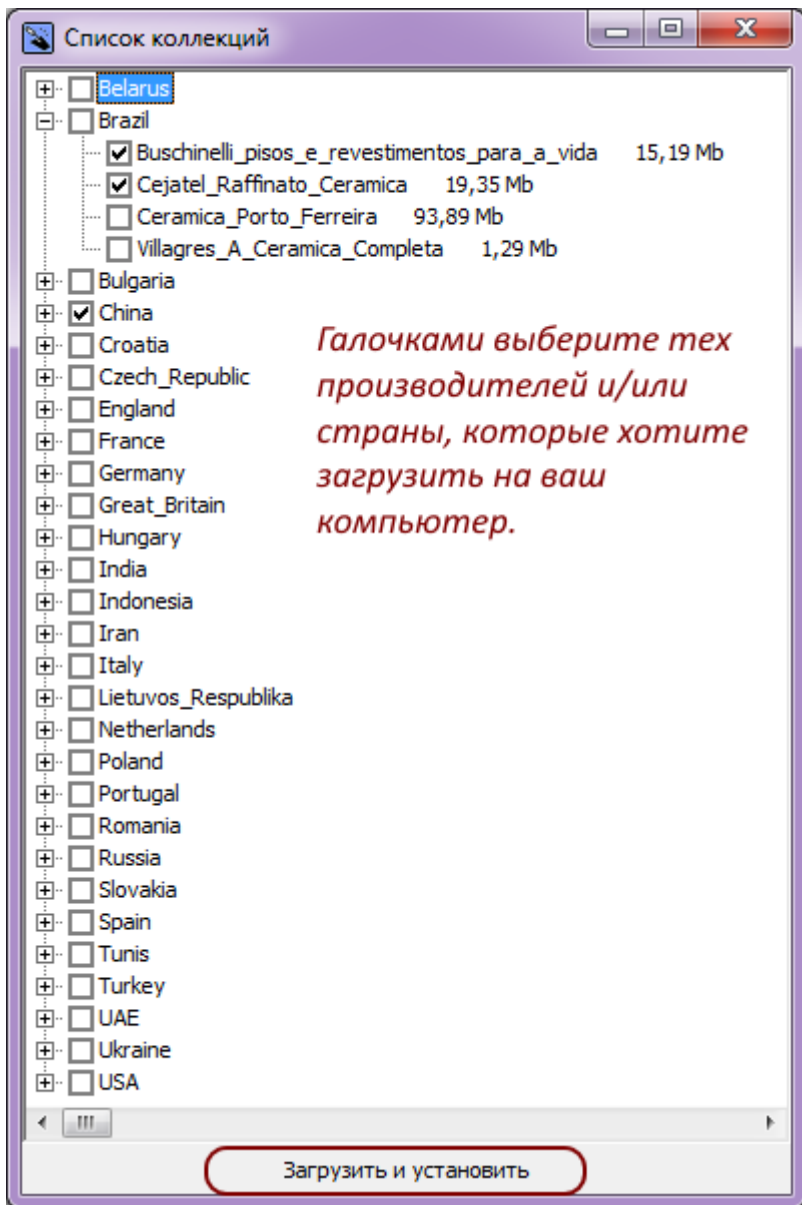 Список коллекций
Belarus
Brazil
Buschinelli_pisos_e_revestimentos_para_a_vida 15,19 Mb
Cejatel_Raffinato_Ceramica 19,35 Mb
Ceramica_Porto_Ferreira 93,89 Mb
Villagres_A_Ceramica_Completa 1,29 Mb
Bulgaria
China
Croatia
Czech_Republic
England
France
Germany
Great_Britain
Hungary
India
Indonesia
Iran
Italy
Lietuvos_Respublika
Netherlands
Poland
Portugal
Romania
Russia
Slovakia
Spain
Tunis
Turkey
UAE
Ukraine
USA
Галочками выберите тех
производителей и/или
страны, которые хотите
загрузить на ваш
компьютер.
Загрузить и установить